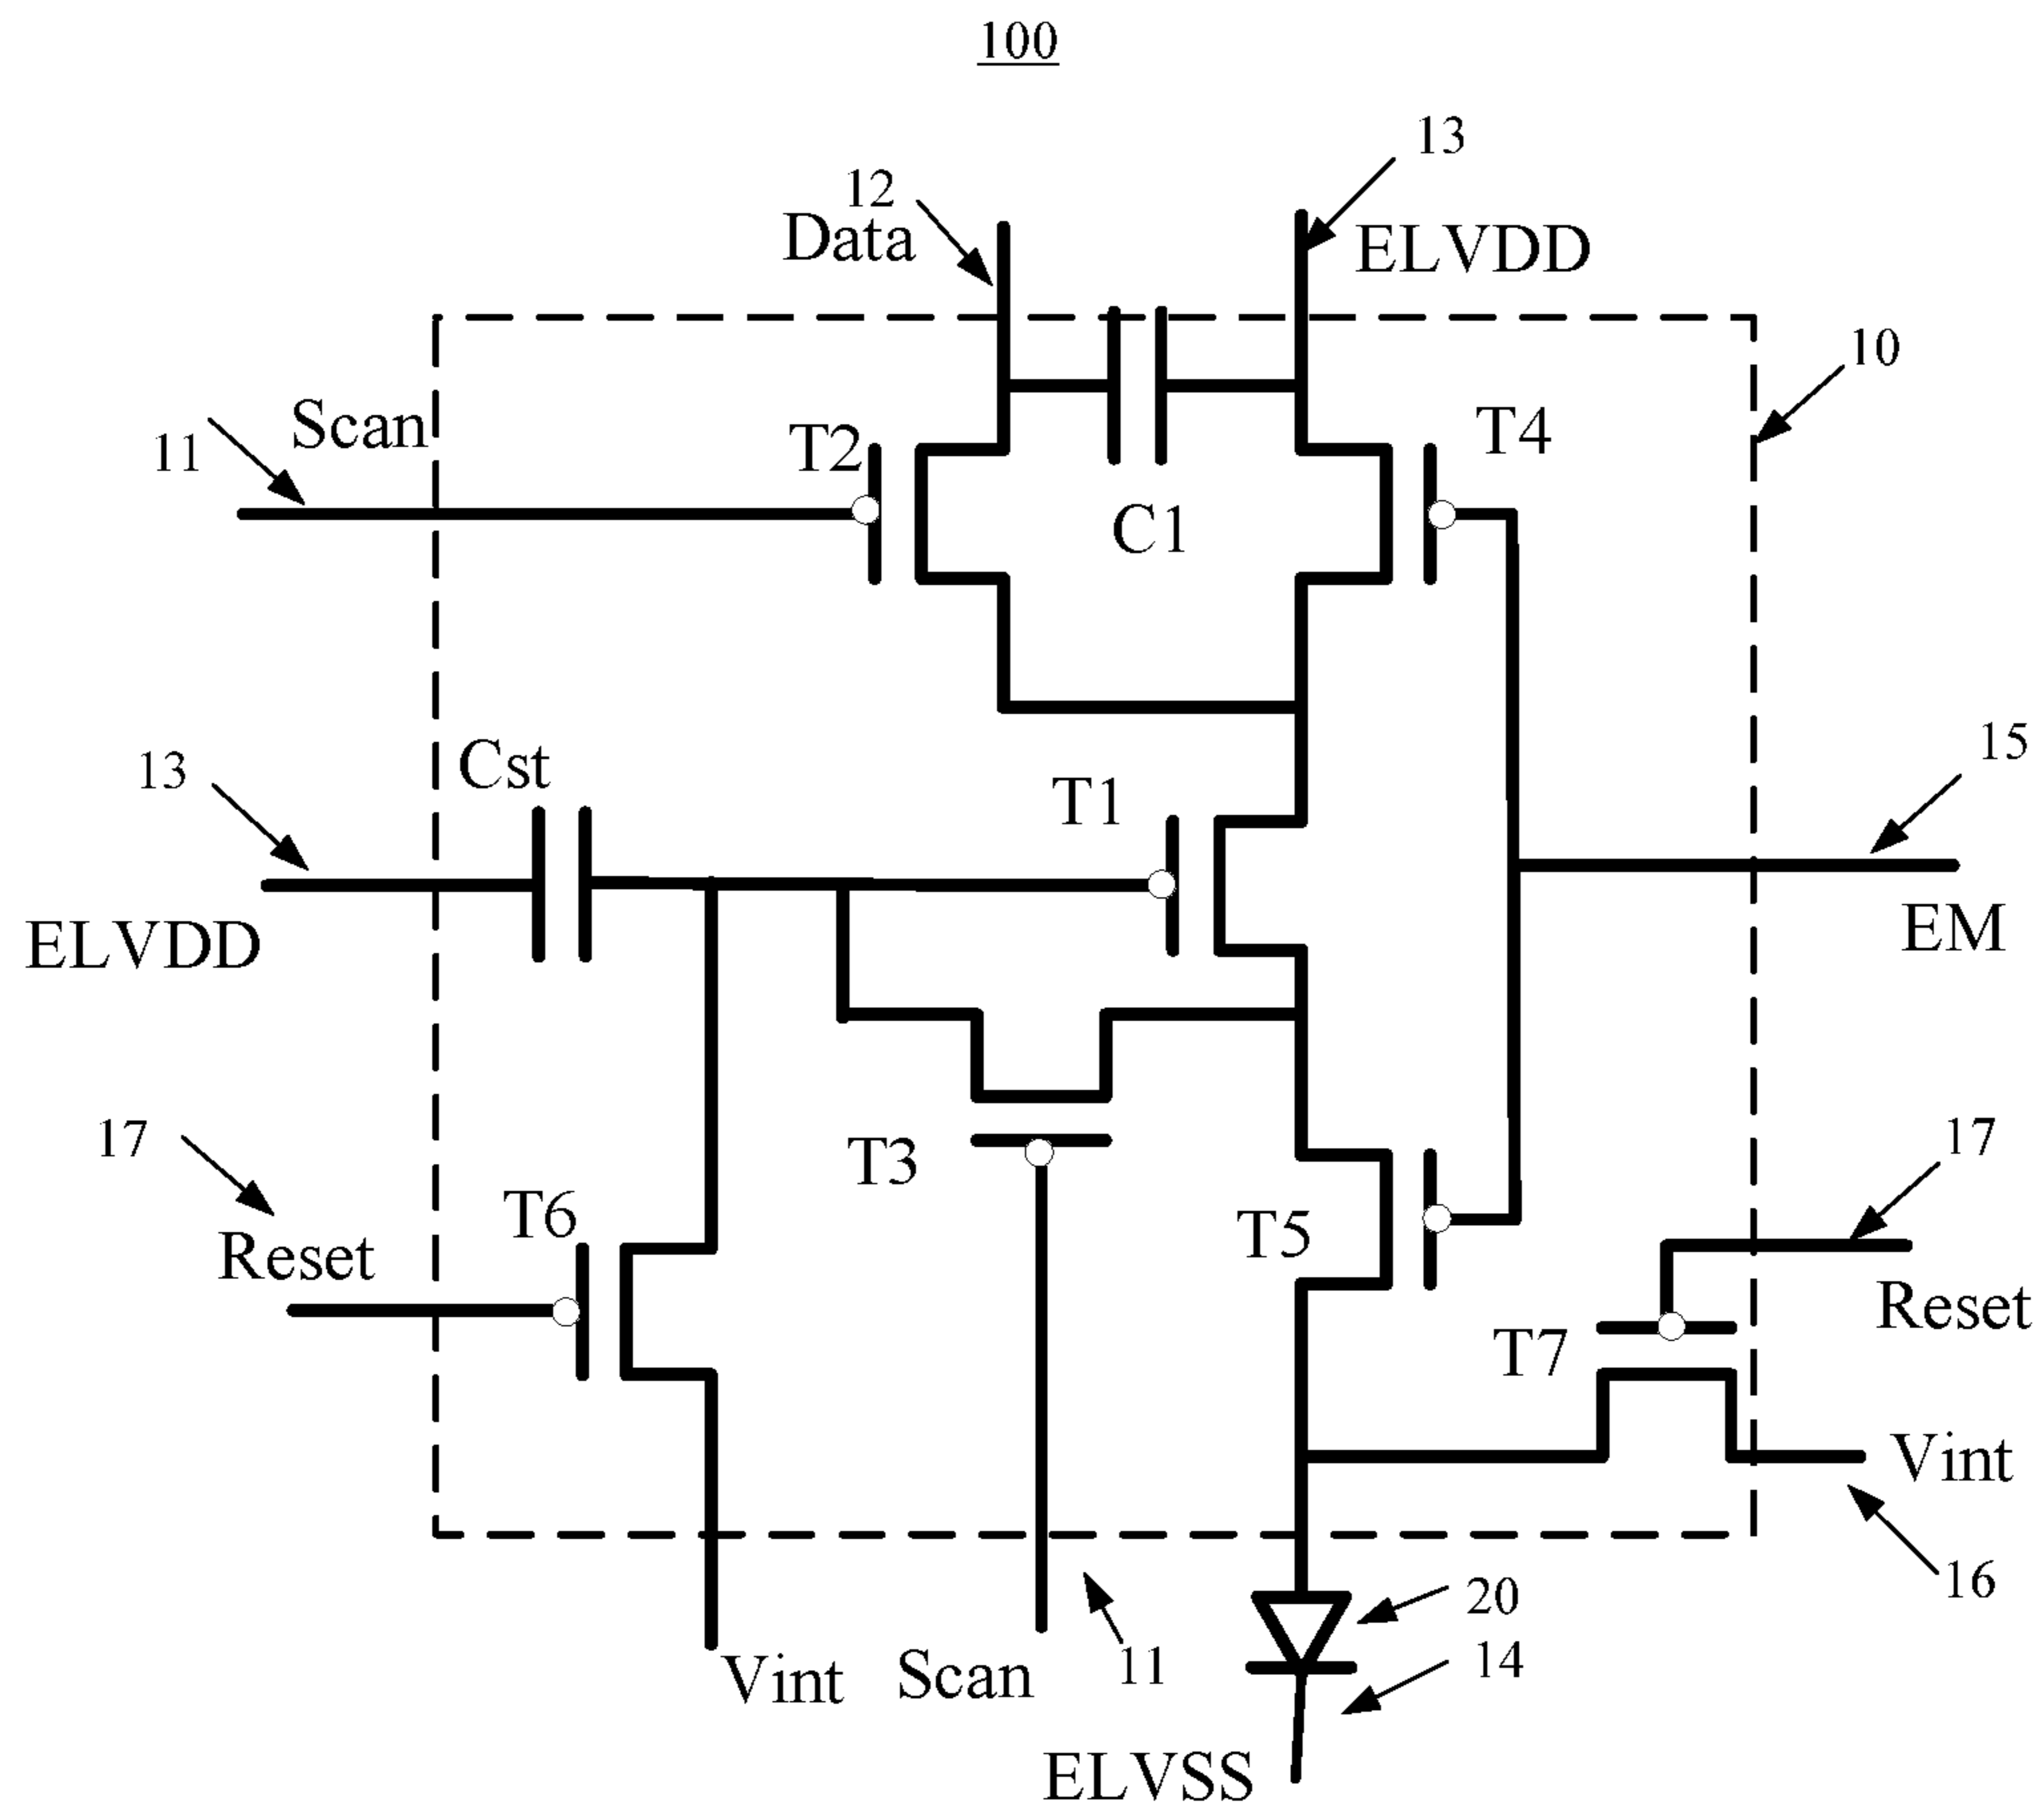 100
13
12
Data
ELVDD
10
Scan
T2
T4
11
C1
15
Cst
13
T1
EM
ELVDD
17
17
T3
T6
T5
Reset
Reset
T7
Vint
16
20
11
14
Vint
Scan
ELVSS